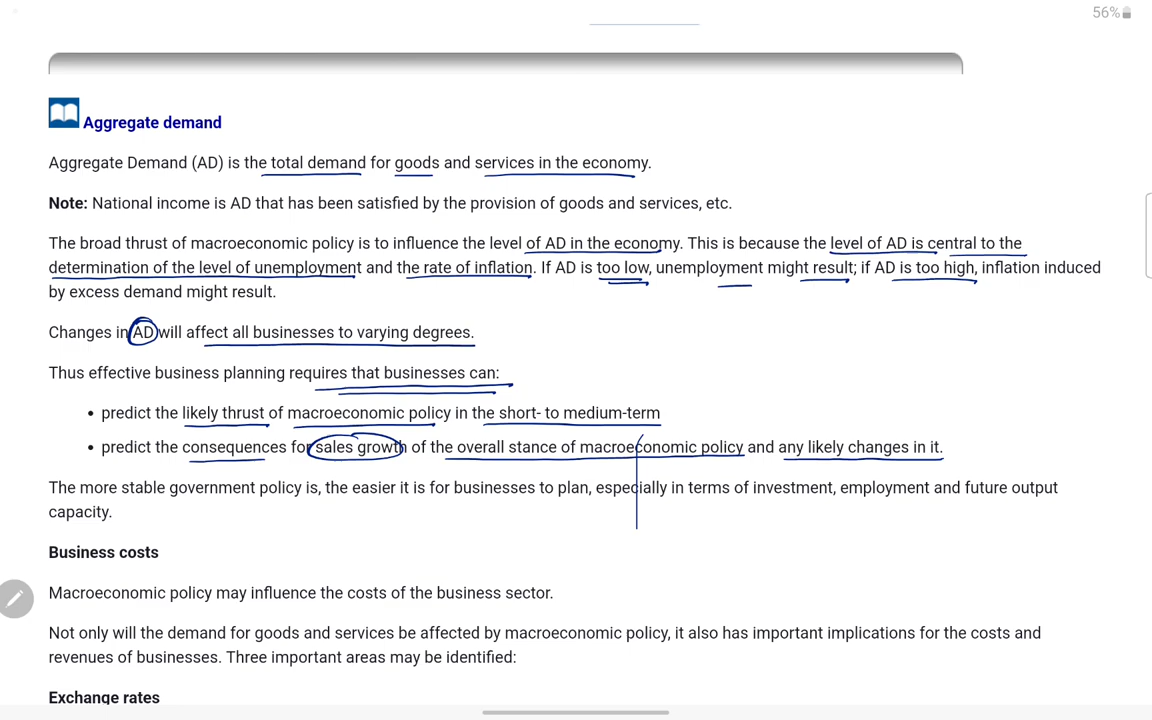 56%
Aggregate demand
Aggregate Demand (AD) is the total demand for goods and services in the economy.
Note: National income is AD that has been satisfied by the provision of goods and services, etc.
The broad thrust of macroeconomic policy is to influence the level of AD in the economy. This is because the level of AD is central to the
determination of the level of unemployment and the rate of inflation. If AD is too low, unemployment might result; if AD is too high, inflation induced
by excess demand might result.
Changes in AD will affect all businesses to varying degrees.
Thus effective business planning requires that businesses can:
• predict the likely thrust of macroeconomic policy in the short- to medium-term
• predict the consequences for sales growth of the overall stance of macroeconomic policy and any likely changes in it.
The more stable government policy is, the easier it is for businesses to plan, especially in terms of investment, employment and future output
capacity.
Business costs
Macroeconomic policy may influence the costs of the business sector.
Not only will the demand for goods and services be affected by macroeconomic policy, it also has important implications for the costs and
revenues of businesses. Three important areas may be identified:
Exchange rates